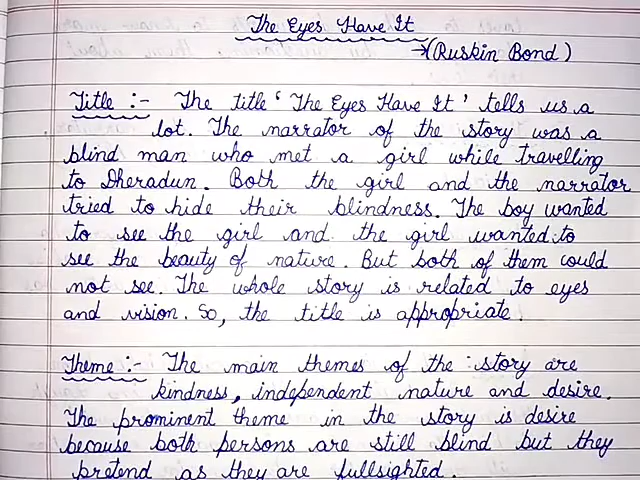 The Eyes Have It
→(Ruskin Bond)
Title :- The title 'The Eyes Have It' tells us a
lot. The narrator of the story was a
blind man who met a girl while travelling
to Dheradun. Both the girl and the narrator
tried to hide their blindness. The boy wanted
to see the girl and the girl wanted to
see the beauty of nature. But both of them could
not see. The whole story is related to eyes
and vision. So, the title is appropriate.
Theme :- The main themes of the story are
kindness, independent nature and desire.
The prominent theme in the story is desire
because both persons are still blind but they
pretend as they are fullsighted.